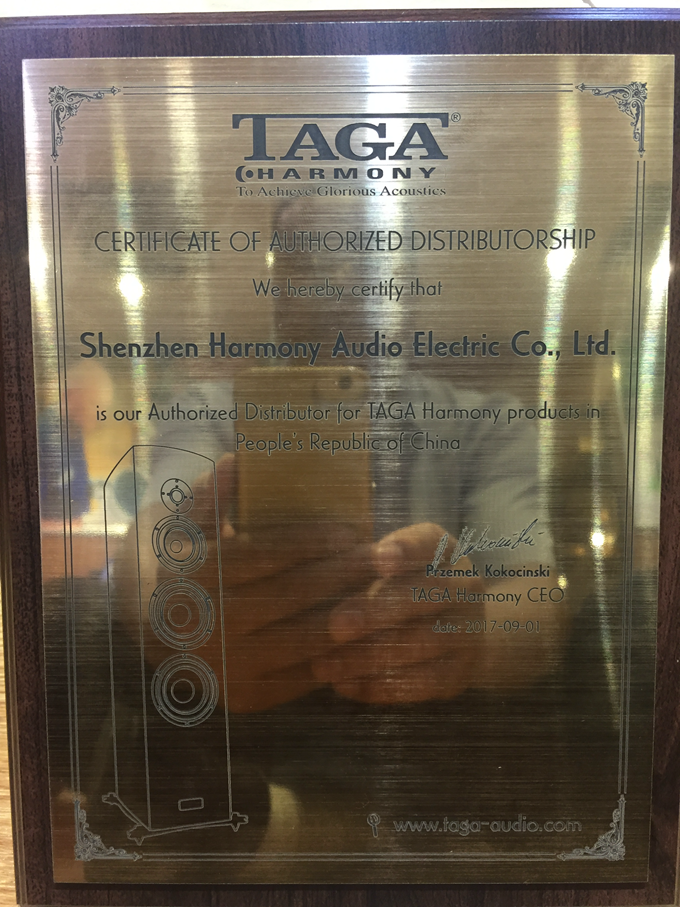 TAGA®
HARMONY
To Achieve Glorious Acoustics
CERTIFICATE OF AUTHORIZED DISTRIBUTORSHIP
We hereby certify that
Shenzhen Harmony Audio Electric Co., Ltd.
is our Authorized Distributor for TAGA Harmony products in
People's Republic of China
Przemek Kokocinski
TAGA Harmony CEO
date: 2017-09-01
www.taga-audio.com